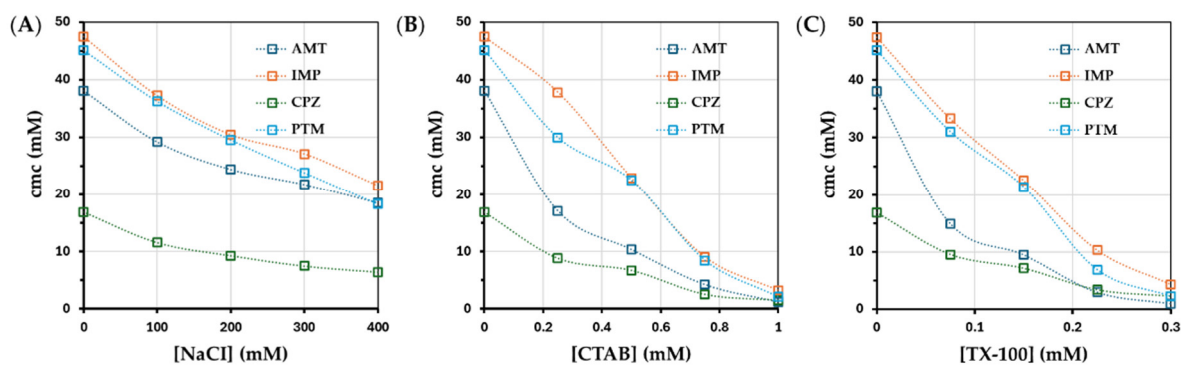 (A)
cmc (mM)
50
40
30
20
10
0
AMT
IMP
CPZ
PTM
0 100 200 300 400
[NaCl] (mM)
(B)
cmc (mM)
50
40
30
20
10
0
AMT
IMP
CPZ
PTM
0 0.2 0.4 0.6 0.8 1
[CTAB] (mM)
(C)
cmc (mM)
50
40
30
20
10
0
AMT
IMP
CPZ
PTM
0 0.1 0.2 0.3
[TX-100] (mM)